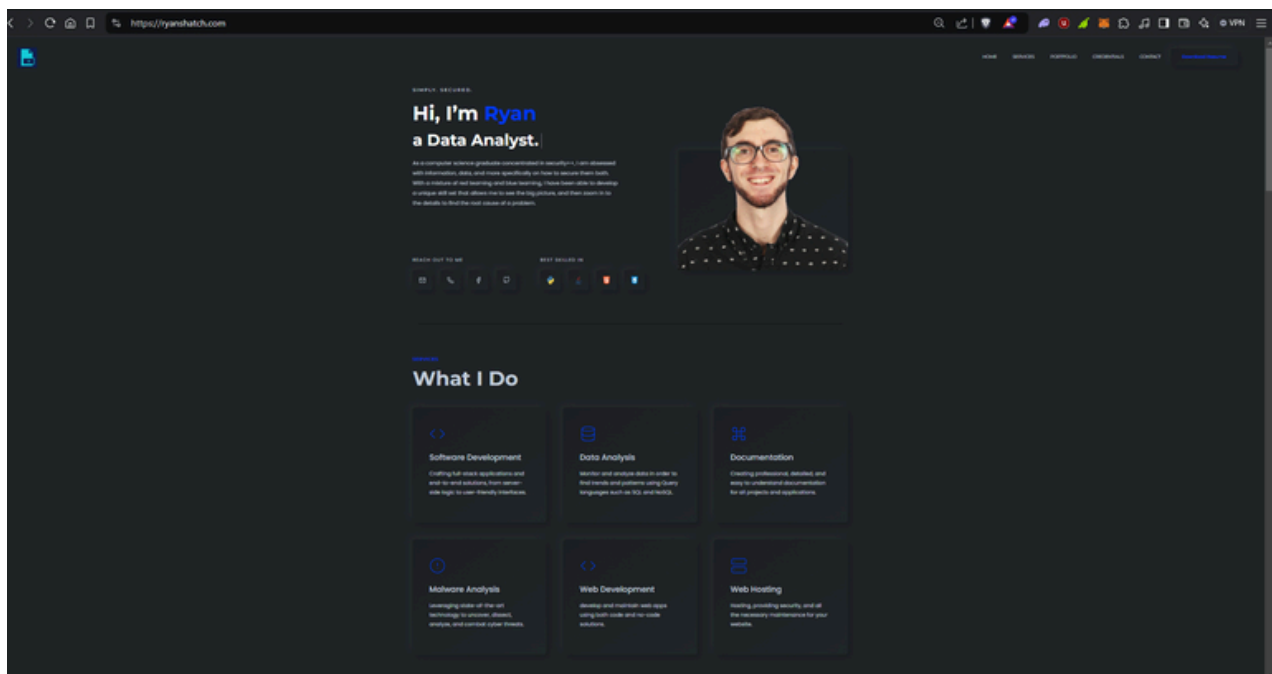 https://ryanshatch.com
VPN
HOME SERVICES PORTFOLIO CREDENTIALS CONTACT
SIMPLY, SECURED.
Hi, I'm Ryan
a Data Analyst.
As a computer science graduate concentrated in security++, I am obsessed
with information, data, and more specifically on how to secure them both.
With a mixture of red teaming and blue teaming, I have been able to develop
a unique skill set that allows me to see the big picture, and then zoom in to
the details to find the root cause of a problem.
REACH OUT TO ME
BEST SKILLED IN
What I Do
Software Development
Crafting full-stack applications and
end-to-end solutions, from server-
side logic to user-friendly interfaces.
Data Analysis
Monitor and analyze data in order to
find trends and patterns using Query
languages such as SQL and NoSQL.
Documentation
Creating professional, detailed, and
easy to understand documentation
for all projects and applications.
Malware Analysis
Leveraging state-of-the-art
technology to uncover, dissect,
analyze, and combat cyber threats.
Web Development
develop and maintain web apps
using both code and no-code
solutions.
Web Hosting
Hosting, providing security, and all
the necessary maintenance for your
website.